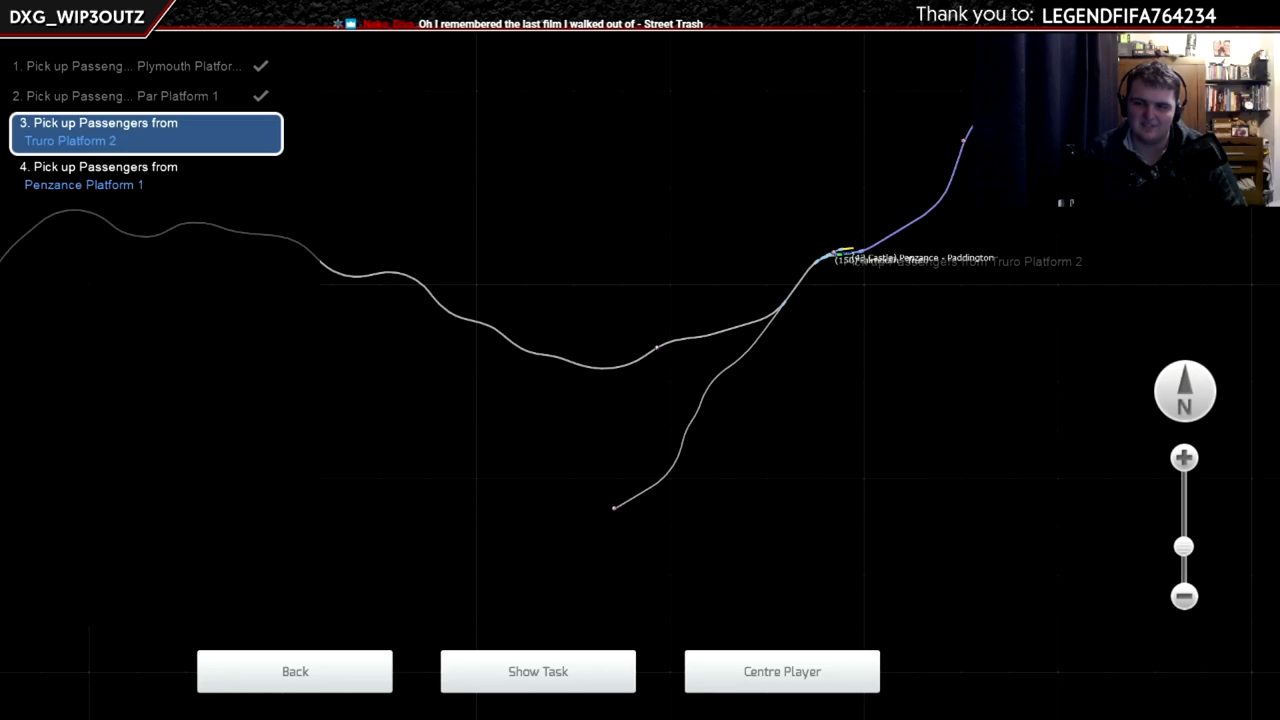 DXG_WIP3OUTZ
Oh I remembered the last film I walked out of - Street Trash
Thank you to: LEGENDFIFA764234
1. Pick up Passeng... Plymouth Platfor...
2. Pick up Passeng... Par Platform 1
3. Pick up Passengers from
Truro Platform 2
4. Pick up Passengers from
Penzance Platform 1
Castle) Penzance - Paddington
(150)
Passengers from Truro Platform 2
N
Back
Show Task
Centre Player